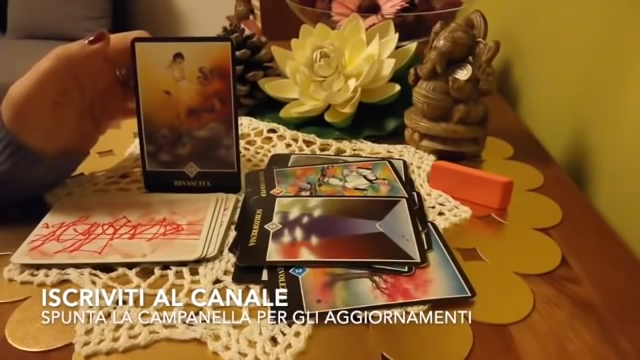 RINASCITA
ISCRIVITI AL CANALE
SPUNTA LA CAMPANELLA PER GLI AGGIORNAMENTI